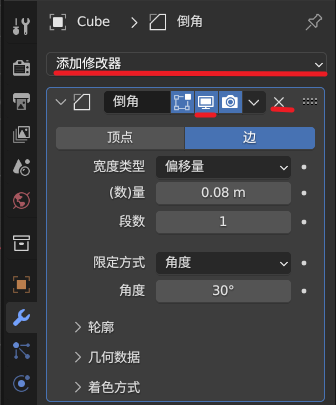 Cube > 倒角
添加修改器
倒角
顶点 边
宽度类型 偏移量
(数)量 0.08 m
段数 1
限定方式 角度
角度 30°
轮廓
几何数据
着色方式